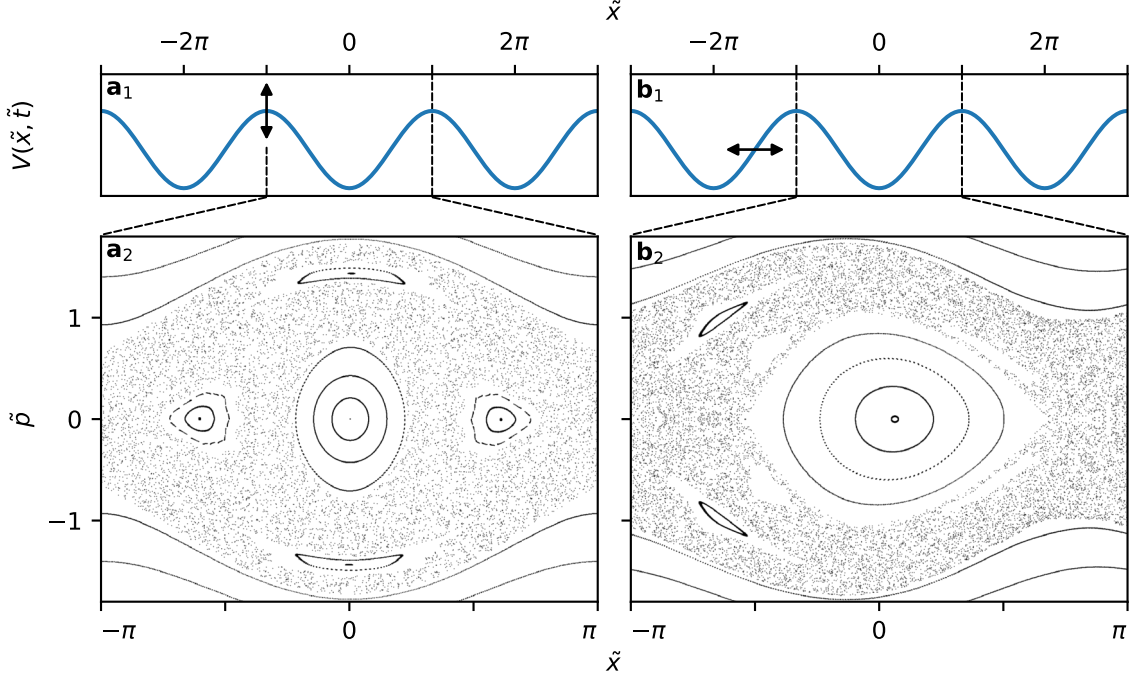 x̃
−2π 0 2π −2π 0 2π
a₁ b₁
V(x̃, t̃)
a₂ b₂
1
0
−1
p̃
−π 0 π −π 0 π
x̃